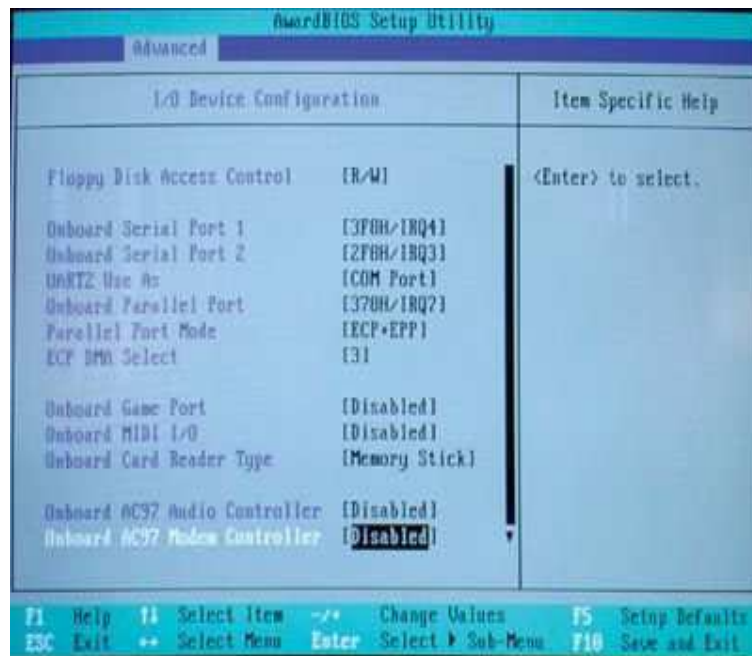 AwardBIOS Setup Utility
Advanced
I/O Device Configuration
Item Specific Help
Floppy Disk Access Control [R/W]
<Enter> to select.
Onboard Serial Port 1 [3F8H/IRQ4]
Onboard Serial Port 2 [2F8H/IRQ3]
UART2 Use As [COM Port]
Onboard Parallel Port [378H/IRQ7]
Parallel Port Mode [ECP+EPP]
ECP DMA Select [3]
Onboard Game Port [Disabled]
Onboard MIDI I/O [Disabled]
Onboard Card Reader Type [Memory Stick]
Onboard AC97 Audio Controller [Disabled]
Onboard AC97 Modem Controller [Disabled]
F1 Help ↑↓ Select Item -/+ Change Values F5 Setup Defaults
ESC Exit ↔ Select Menu Enter Select ▶ Sub-Menu F10 Save and Exit